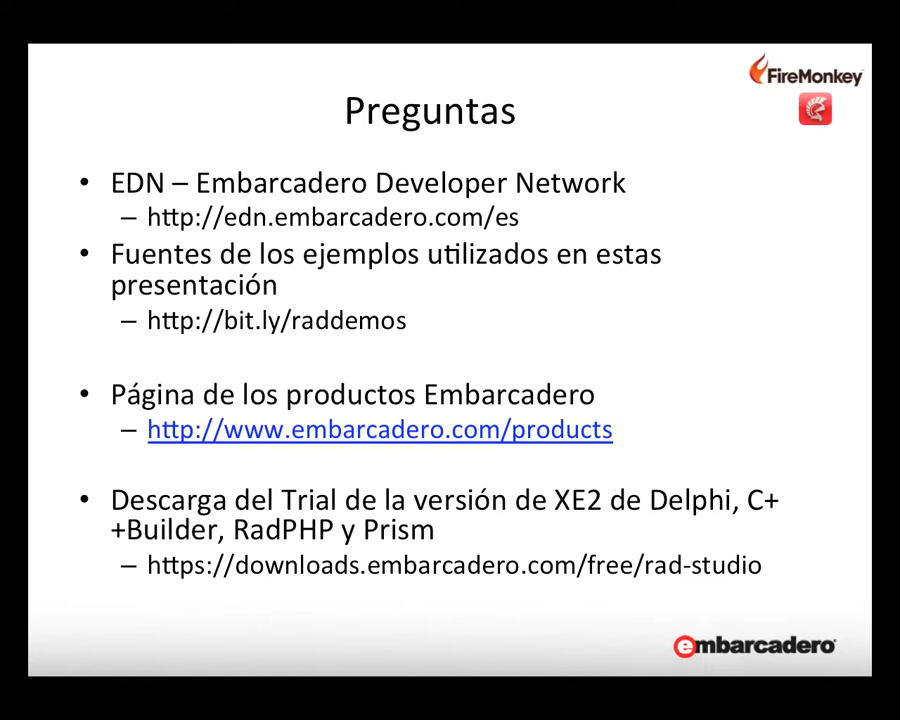 FireMonkey
Preguntas
• EDN – Embarcadero Developer Network
– http://edn.embarcadero.com/es
• Fuentes de los ejemplos utilizados en estas
presentación
– http://bit.ly/raddemos
• Página de los productos Embarcadero
– http://www.embarcadero.com/products
• Descarga del Trial de la versión de XE2 de Delphi, C+
+Builder, RadPHP y Prism
– https://downloads.embarcadero.com/free/rad-studio
embarcadero